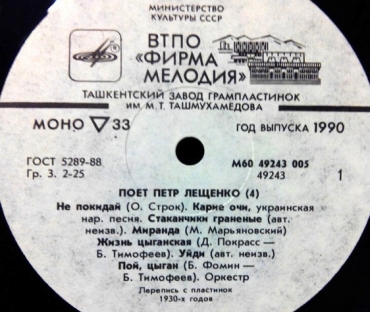 МИНИСТЕРСТВО
КУЛЬТУРЫ СССР
ВТПО
«ФИРМА
МЕЛОДИЯ»
ТАШКЕНТСКИЙ ЗАВОД ГРАМПЛАСТИНОК
ИМ. М. Т. ТАШМУХАМЕДОВА
МОНО ▽ 33
ГОД ВЫПУСКА 1990
ГОСТ 5289-88
Гр. 3. 2-25
М60 49243 005
49243
1
ПОЕТ ПЕТР ЛЕЩЕНКО (4)
Не покидай (О. Строк). Карие очи, украинская
нар. песня. Стаканчики граненые (авт.
неизв.). Миранда (М. Марьяновский)
Жизнь цыганская (Д. Покрасс —
Б. Тимофеев). Уйди (авт. неизв.)
Пой, цыган (Б. Фомин —
Б. Тимофеев). Оркестр
Перепись с пластинок
1930-х годов